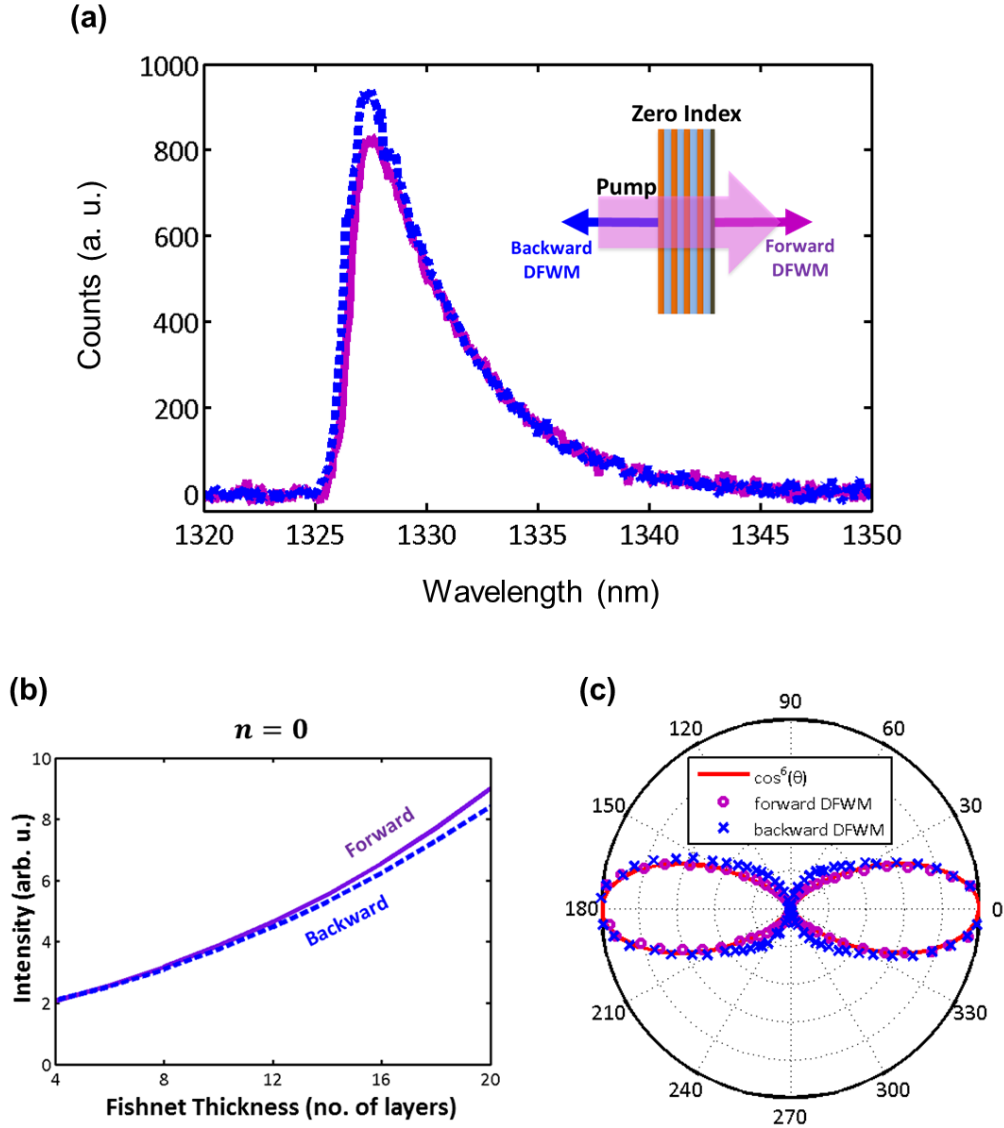 (a)
1000
800
600
400
200
0
Counts (a. u.)
1320
1325
1330
1335
1340
1345
1350
Wavelength (nm)
Zero Index
Pump
Backward
DFWM
Forward
DFWM
(b)
n = 0
10
8
6
4
2
0
Intensity (arb. u.)
Forward
Backward
4
8
12
16
20
Fishnet Thickness (no. of layers)
(c)
90
120
60
150
30
180
0
210
330
240
300
270
cos⁶(θ)
forward DFWM
backward DFWM